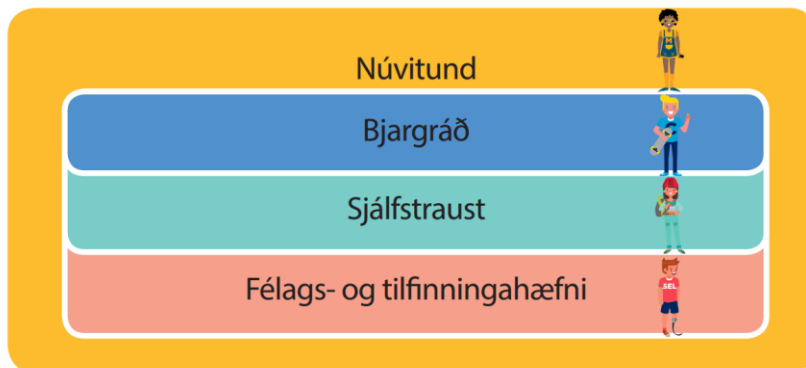 Núvitund
Bjargráð
Sjálfstraust
Félags- og tilfinningahæfni
SEL